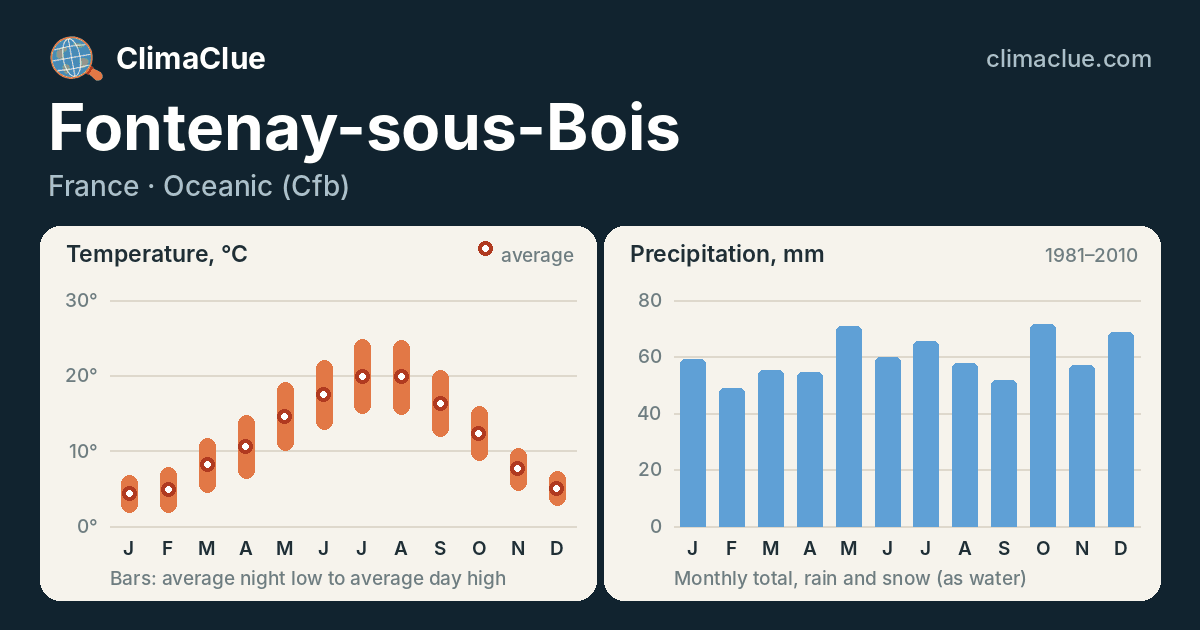 ClimaClue
climaclue.com
Fontenay-sous-Bois
France · Oceanic (Cfb)
Temperature, °C
average
30°
20°
10°
0°
J F M A M J J A S O N D
Bars: average night low to average day high
Precipitation, mm
1981–2010
80
60
40
20
0
J F M A M J J A S O N D
Monthly total, rain and snow (as water)